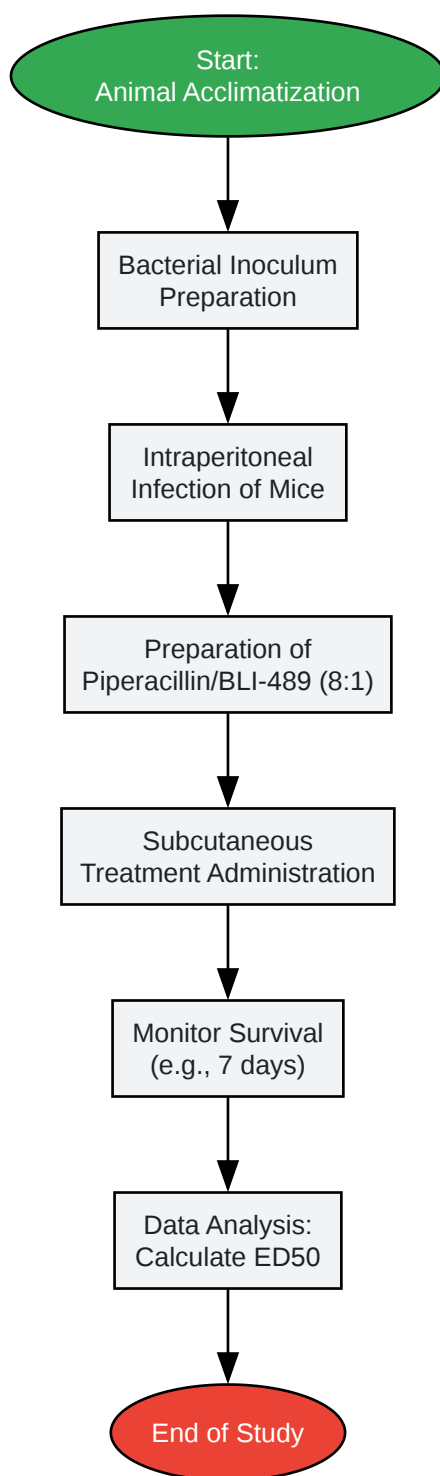 Start:
Animal Acclimatization
Bacterial Inoculum
Preparation
Intraperitoneal
Infection of Mice
Preparation of
Piperacillin/BLI-489 (8:1)
Subcutaneous
Treatment Administration
Monitor Survival
(e.g., 7 days)
Data Analysis:
Calculate ED50
End of Study